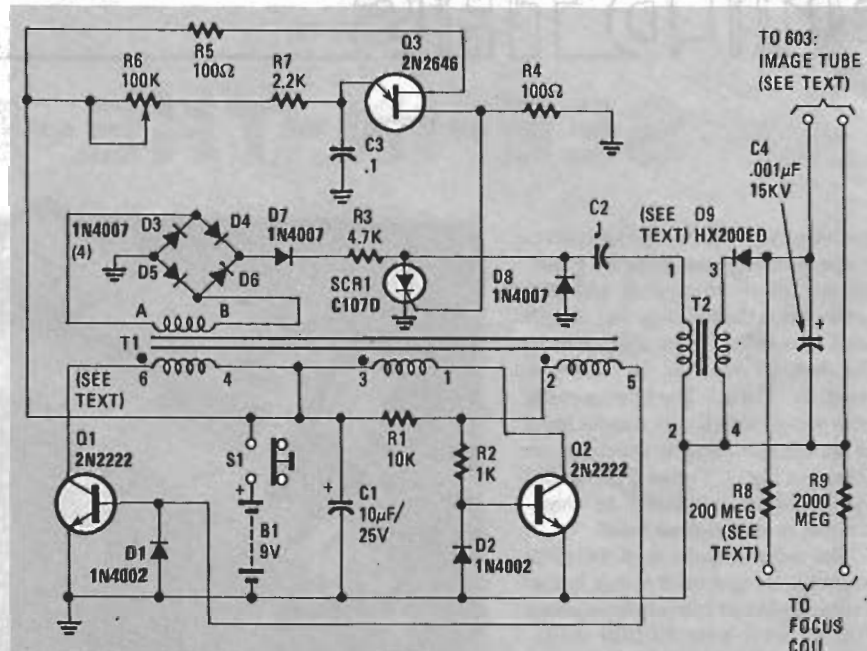 R6
100K
R5
100Ω
R7
2.2K
Q3
2N2646
R4
100Ω
TO 603:
IMAGE TUBE
(SEE TEXT)
C3
.1
C4
.001µF
15KV
+
1N4007
(4)
D3
D4
D5
D6
D7
1N4007
R3
4.7K
SCR1
C107D
D8
1N4007
C2
(SEE
TEXT)
D9
HX200ED
1
3
T2
2
4
A
B
T1
6
4
3
1
2
5
(SEE
TEXT)
Q1
2N2222
D1
1N4002
S1
+
B1
9V
+
C1
10µF/
25V
R1
10K
R2
1K
D2
1N4002
Q2
2N2222
R8
200 MEG
(SEE
TEXT)
R9
2000
MEG
TO
FOCUS